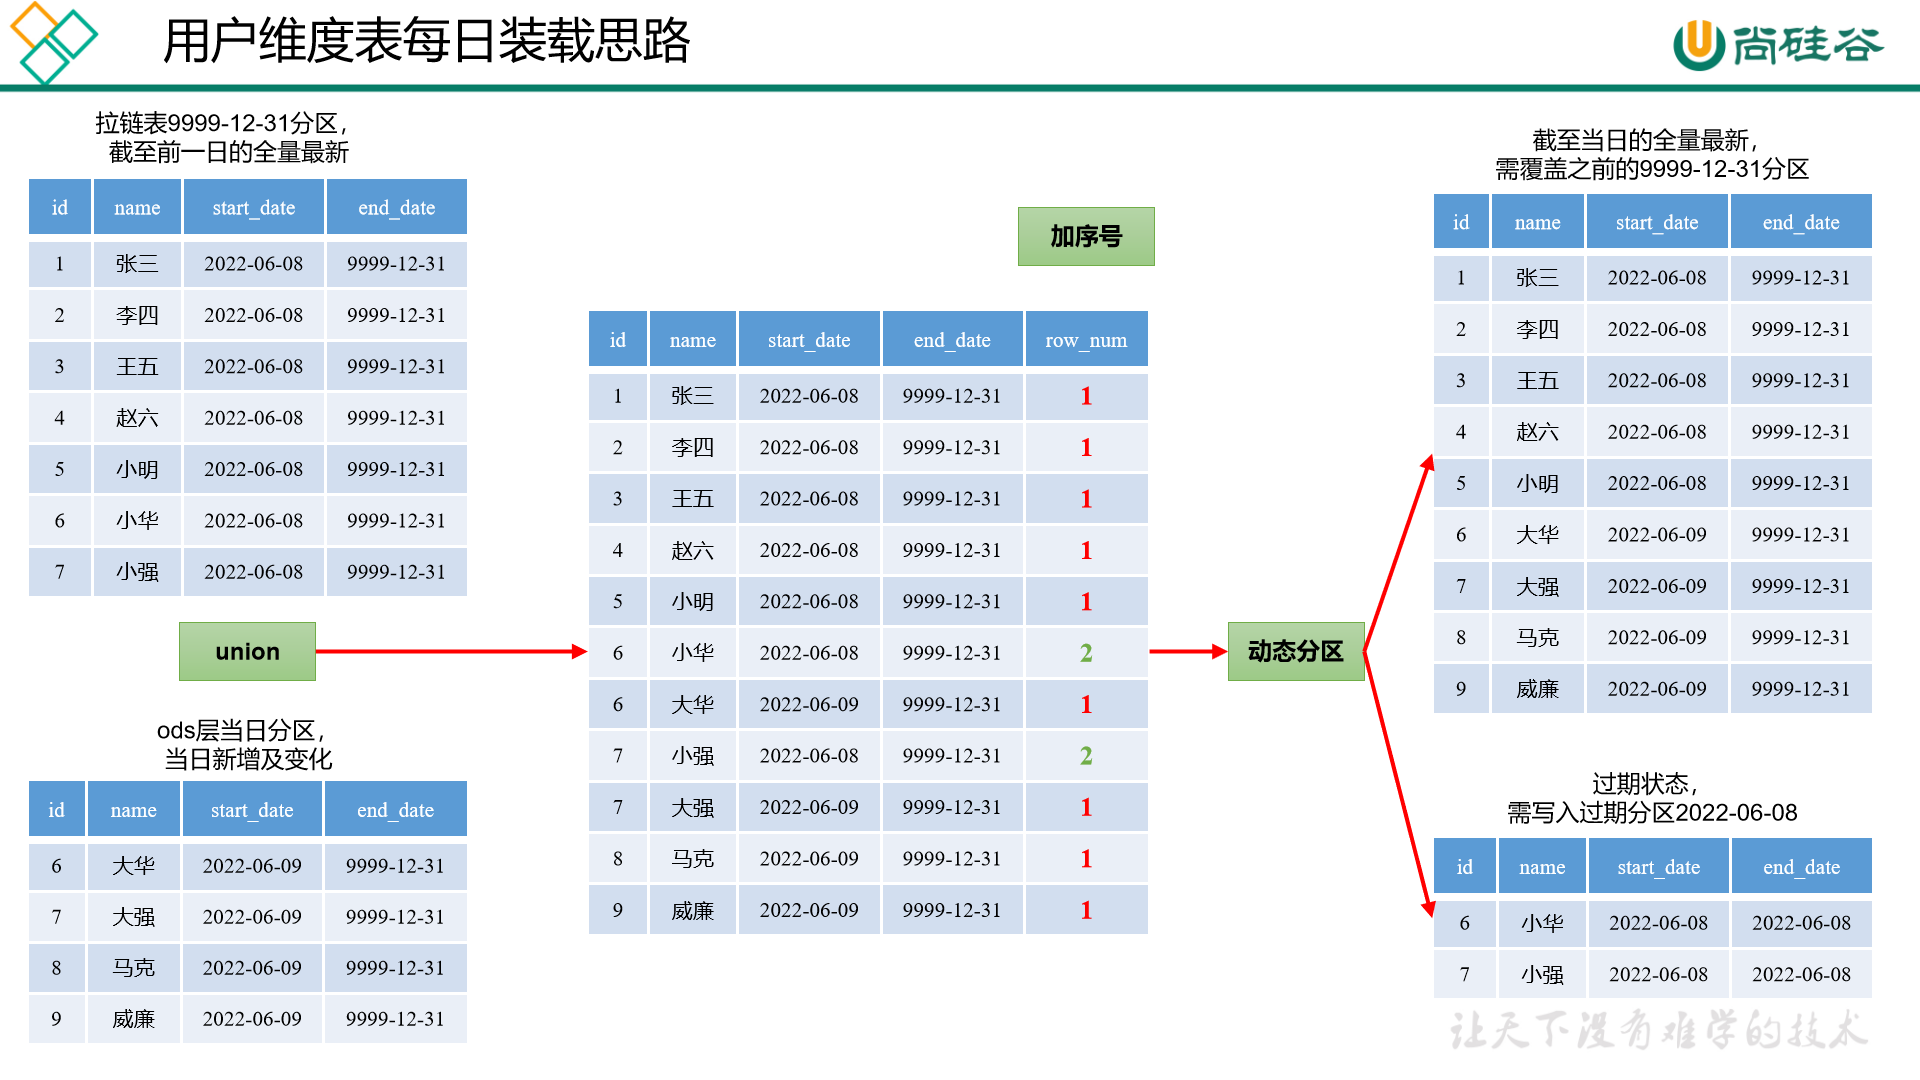 用户维度表每日装载思路
尚硅谷
拉链表9999-12-31分区，
截至前一日的全量最新
id name start_date end_date
1 张三 2022-06-08 9999-12-31
2 李四 2022-06-08 9999-12-31
3 王五 2022-06-08 9999-12-31
4 赵六 2022-06-08 9999-12-31
5 小明 2022-06-08 9999-12-31
6 小华 2022-06-08 9999-12-31
7 小强 2022-06-08 9999-12-31
union
ods层当日分区，
当日新增及变化
id name start_date end_date
6 大华 2022-06-09 9999-12-31
7 大强 2022-06-09 9999-12-31
8 马克 2022-06-09 9999-12-31
9 威廉 2022-06-09 9999-12-31
加序号
id name start_date end_date row_num
1 张三 2022-06-08 9999-12-31 1
2 李四 2022-06-08 9999-12-31 1
3 王五 2022-06-08 9999-12-31 1
4 赵六 2022-06-08 9999-12-31 1
5 小明 2022-06-08 9999-12-31 1
6 小华 2022-06-08 9999-12-31 2
6 大华 2022-06-09 9999-12-31 1
7 小强 2022-06-08 9999-12-31 2
7 大强 2022-06-09 9999-12-31 1
8 马克 2022-06-09 9999-12-31 1
9 威廉 2022-06-09 9999-12-31 1
动态分区
截至当日的全量最新，
需覆盖之前的9999-12-31分区
id name start_date end_date
1 张三 2022-06-08 9999-12-31
2 李四 2022-06-08 9999-12-31
3 王五 2022-06-08 9999-12-31
4 赵六 2022-06-08 9999-12-31
5 小明 2022-06-08 9999-12-31
6 大华 2022-06-09 9999-12-31
7 大强 2022-06-09 9999-12-31
8 马克 2022-06-09 9999-12-31
9 威廉 2022-06-09 9999-12-31
过期状态，
需写入过期分区2022-06-08
id name start_date end_date
6 小华 2022-06-08 2022-06-08
7 小强 2022-06-08 2022-06-08
让天下没有难学的技术